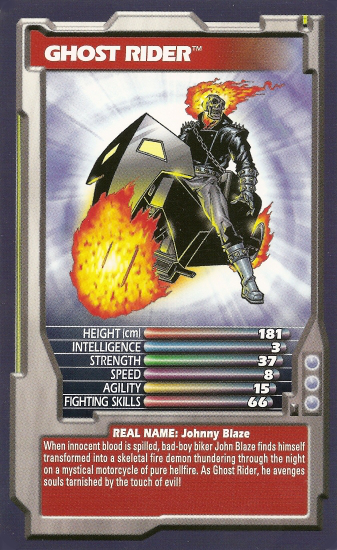 GHOST RIDER™
HEIGHT (cm) 181
INTELLIGENCE 3
STRENGTH 37
SPEED 8
AGILITY 15
FIGHTING SKILLS 66
REAL NAME: Johnny Blaze
When innocent blood is spilled, bad-boy biker John Blaze finds himself
transformed into a skeletal fire demon thundering through the night
on a mystical motorcycle of pure hellfire. As Ghost Rider, he avenges
souls tarnished by the touch of evil!